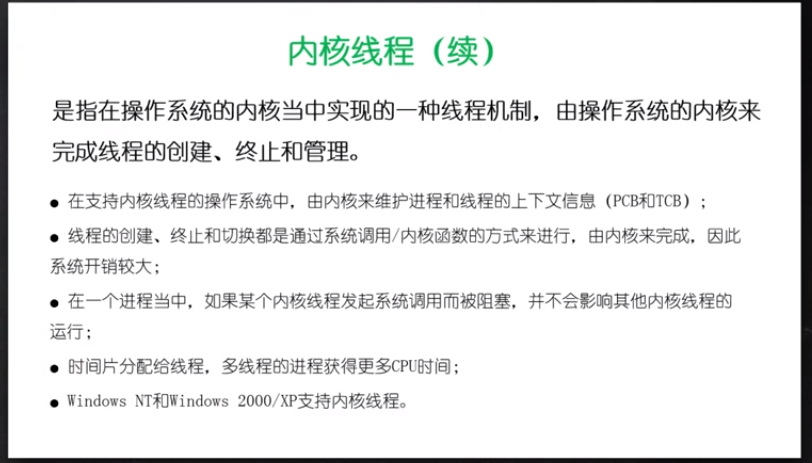 内核线程（续）
是指在操作系统的内核当中实现的一种线程机制，由操作系统的内核来
完成线程的创建、终止和管理。
● 在支持内核线程的操作系统中，由内核来维护进程和线程的上下文信息（PCB和TCB）；
● 线程的创建、终止和切换都是通过系统调用/内核函数的方式来进行，由内核来完成，因此
系统开销较大；
● 在一个进程当中，如果某个内核线程发起系统调用而被阻塞，并不会影响其他内核线程的
运行；
● 时间片分配给线程，多线程的进程获得更多CPU时间；
● Windows NT和Windows 2000/XP支持内核线程。